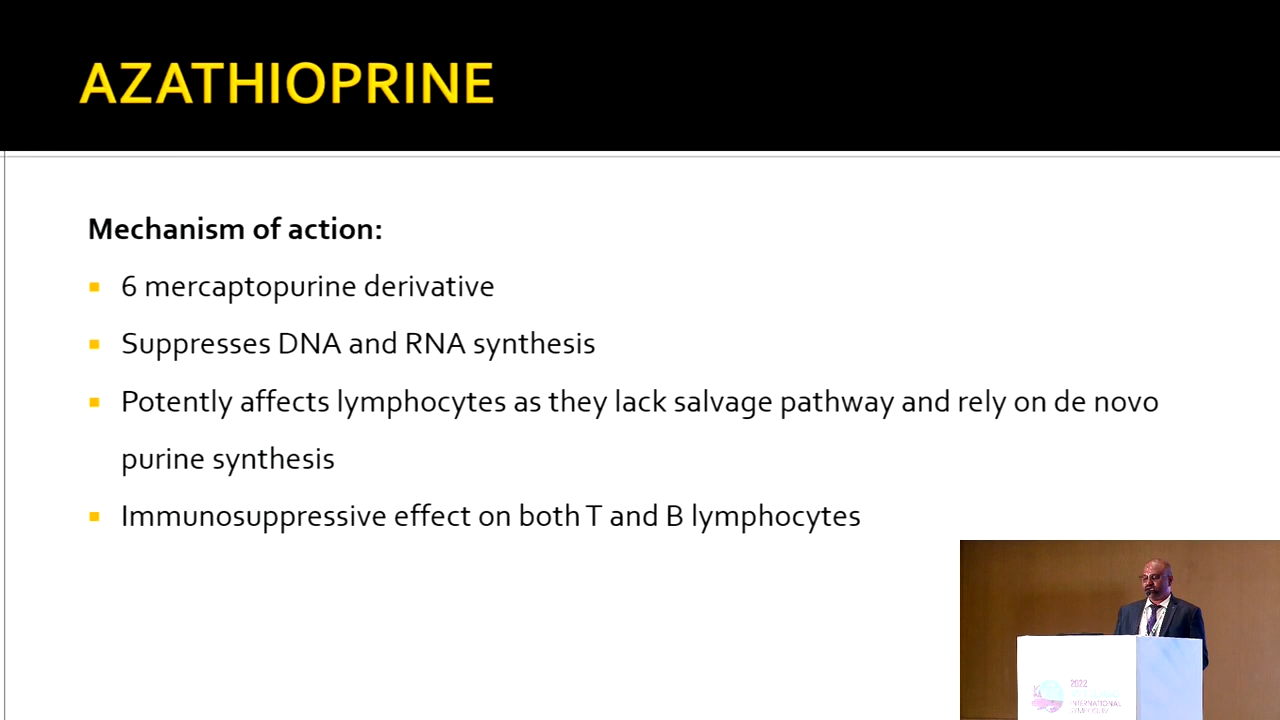 AZATHIOPRINE
Mechanism of action:
6 mercaptopurine derivative
Suppresses DNA and RNA synthesis
Potently affects lymphocytes as they lack salvage pathway and rely on de novo
purine synthesis
Immunosuppressive effect on both T and B lymphocytes
2022
INTERNATIONAL